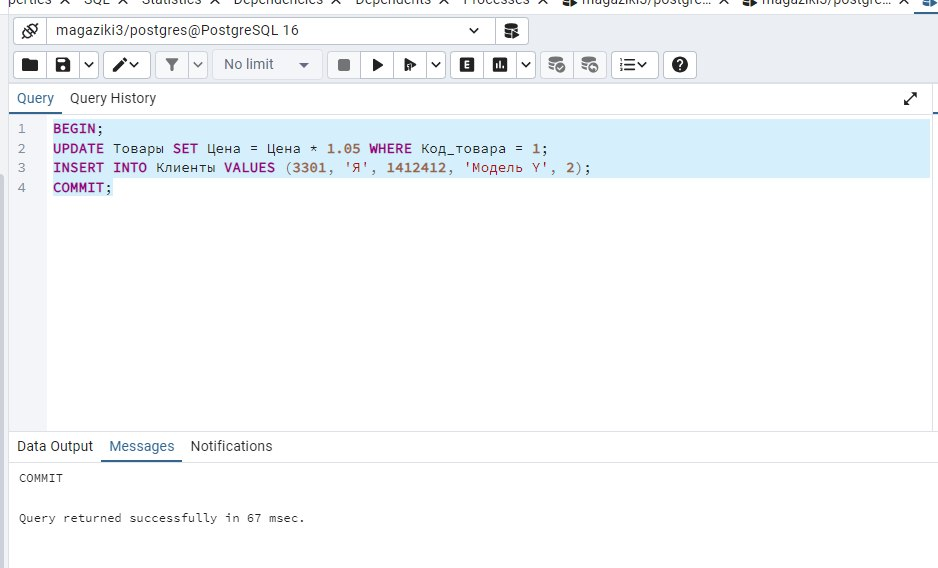 perties SQL Statistics Dependencies Dependents Processes magaziki3/postgre... magaziki3/postgre...
magaziki3/postgres@PostgreSQL 16
No limit
E
Query Query History
1 BEGIN;
2 UPDATE Товары SET Цена = Цена * 1.05 WHERE Код_товара = 1;
3 INSERT INTO Клиенты VALUES (3301, 'Я', 1412412, 'Модель Y', 2);
4 COMMIT;
Data Output Messages Notifications
COMMIT
Query returned successfully in 67 msec.